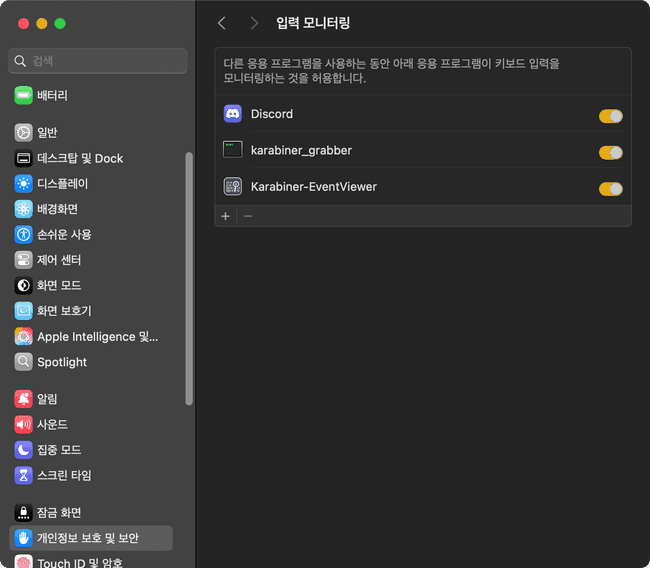 입력 모니터링
검색
배터리
일반
데스크탑 및 Dock
디스플레이
배경화면
손쉬운 사용
제어 센터
화면 모드
화면 보호기
Apple Intelligence 및...
Spotlight
알림
사운드
집중 모드
스크린 타임
잠금 화면
개인정보 보호 및 보안
Touch ID 및 암호
다른 응용 프로그램을 사용하는 동안 아래 응용 프로그램이 키보드 입력을
모니터링하는 것을 허용합니다.
Discord
karabiner_grabber
Karabiner-EventViewer